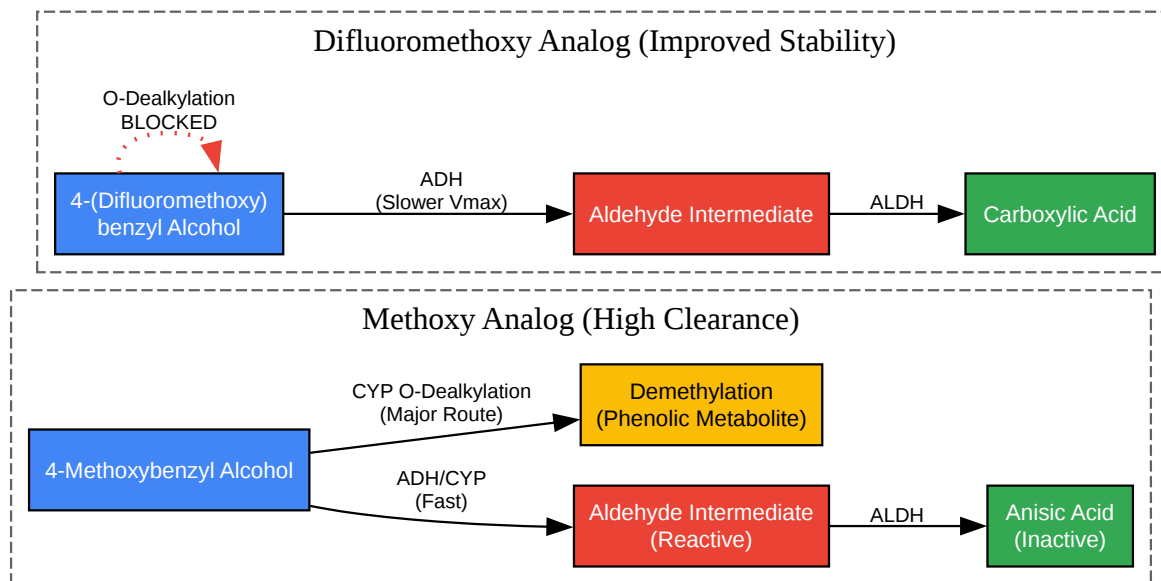 Difluoromethoxy Analog (Improved Stability)
O-Dealkylation
BLOCKED
4-(Difluoromethoxy)
benzyl Alcohol
ADH
(Slower Vmax)
Aldehyde Intermediate
ALDH
Carboxylic Acid
Methoxy Analog (High Clearance)
4-Methoxybenzyl Alcohol
CYP O-Dealkylation
(Major Route)
Demethylation
(Phenolic Metabolite)
ADH/CYP
(Fast)
Aldehyde Intermediate
(Reactive)
ALDH
Anisic Acid
(Inactive)